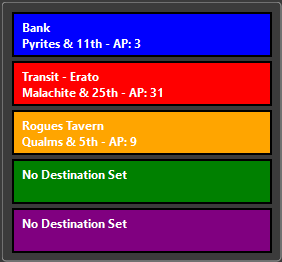 Bank
Pyrites & 11th - AP: 3
Transit - Erato
Malachite & 25th - AP: 31
Rogues Tavern
Qualms & 5th - AP: 9
No Destination Set
No Destination Set